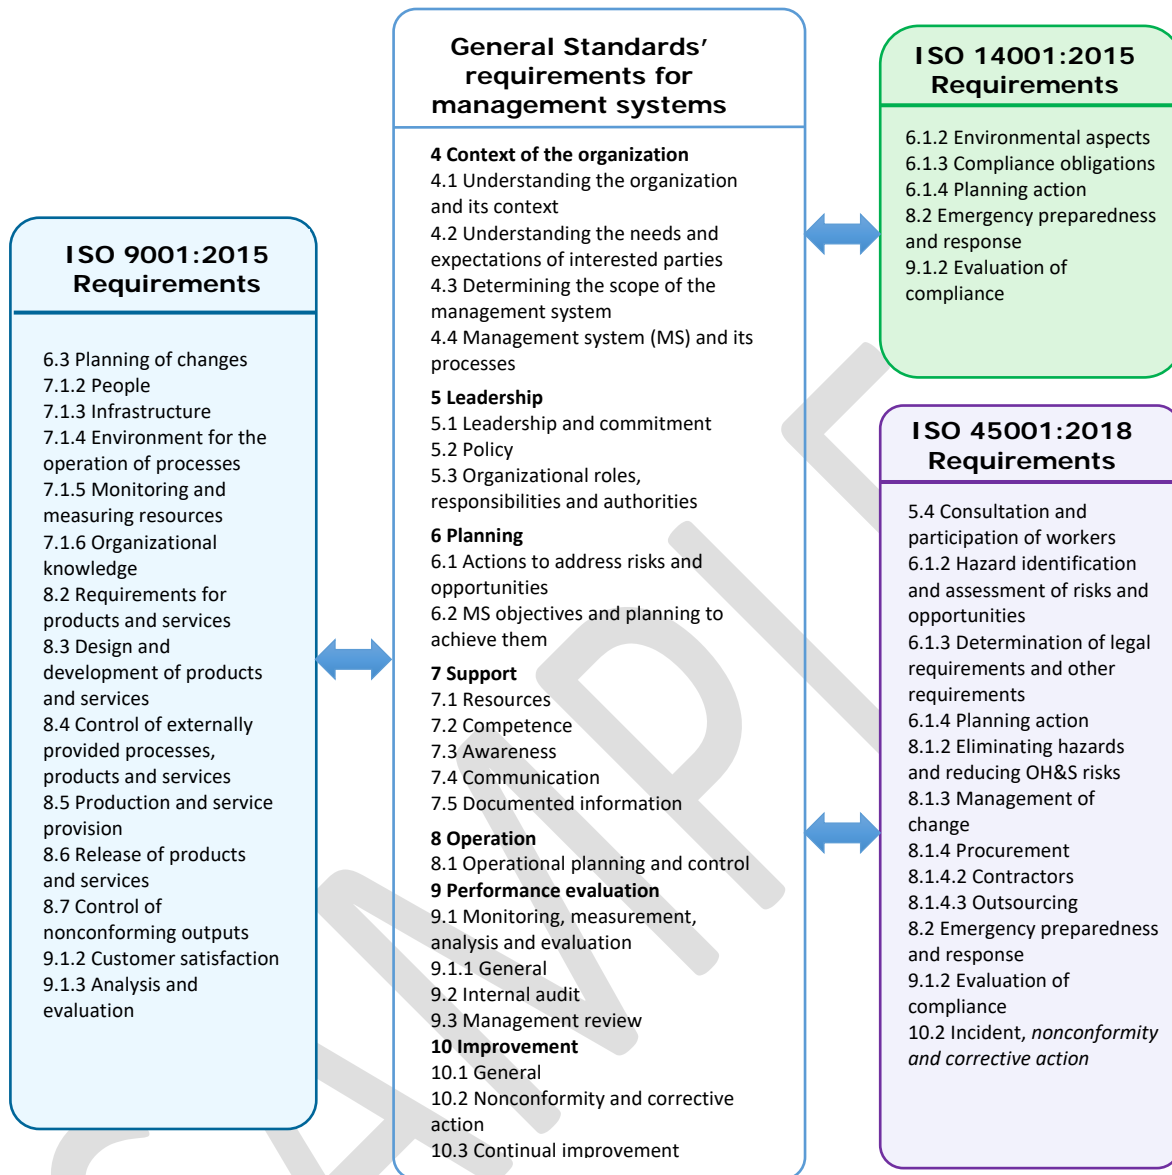 General Standards’
requirements for
management systems
4 Context of the organization
4.1 Understanding the organization
and its context
4.2 Understanding the needs and
expectations of interested parties
4.3 Determining the scope of the
management system
4.4 Management system (MS) and its
processes
5 Leadership
5.1 Leadership and commitment
5.2 Policy
5.3 Organizational roles,
responsibilities and authorities
6 Planning
6.1 Actions to address risks and
opportunities
6.2 MS objectives and planning to
achieve them
7 Support
7.1 Resources
7.2 Competence
7.3 Awareness
7.4 Communication
7.5 Documented information
8 Operation
8.1 Operational planning and control
9 Performance evaluation
9.1 Monitoring, measurement,
analysis and evaluation
9.1.1 General
9.2 Internal audit
9.3 Management review
10 Improvement
10.1 General
10.2 Nonconformity and corrective
action
10.3 Continual improvement
ISO 9001:2015
Requirements
6.3 Planning of changes
7.1.2 People
7.1.3 Infrastructure
7.1.4 Environment for the
operation of processes
7.1.5 Monitoring and
measuring resources
7.1.6 Organizational
knowledge
8.2 Requirements for
products and services
8.3 Design and
development of products
and services
8.4 Control of externally
provided processes,
products and services
8.5 Production and service
provision
8.6 Release of products
and services
8.7 Control of
nonconforming outputs
9.1.2 Customer satisfaction
9.1.3 Analysis and
evaluation
ISO 14001:2015
Requirements
6.1.2 Environmental aspects
6.1.3 Compliance obligations
6.1.4 Planning action
8.2 Emergency preparedness
and response
9.1.2 Evaluation of
compliance
ISO 45001:2018
Requirements
5.4 Consultation and
participation of workers
6.1.2 Hazard identification
and assessment of risks and
opportunities
6.1.3 Determination of legal
requirements and other
requirements
6.1.4 Planning action
8.1.2 Eliminating hazards
and reducing OH&S risks
8.1.3 Management of
change
8.1.4 Procurement
8.1.4.2 Contractors
8.1.4.3 Outsourcing
8.2 Emergency preparedness
and response
9.1.2 Evaluation of
compliance
10.2 Incident, nonconformity
and corrective action
SAMPLE